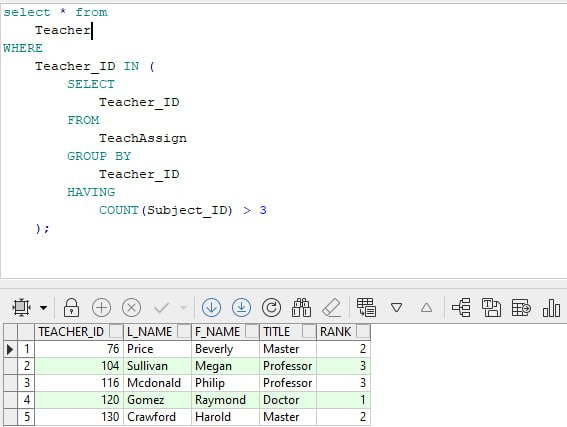 select * from
Teacher
WHERE
Teacher_ID IN (
SELECT
Teacher_ID
FROM
TeachAssign
GROUP BY
Teacher_ID
HAVING
COUNT(Subject_ID) > 3
);
TEACHER_ID L_NAME F_NAME TITLE RANK
1 76 Price Beverly Master 2
2 104 Sullivan Megan Professor 3
3 116 Mcdonald Philip Professor 3
4 120 Gomez Raymond Doctor 1
5 130 Crawford Harold Master 2